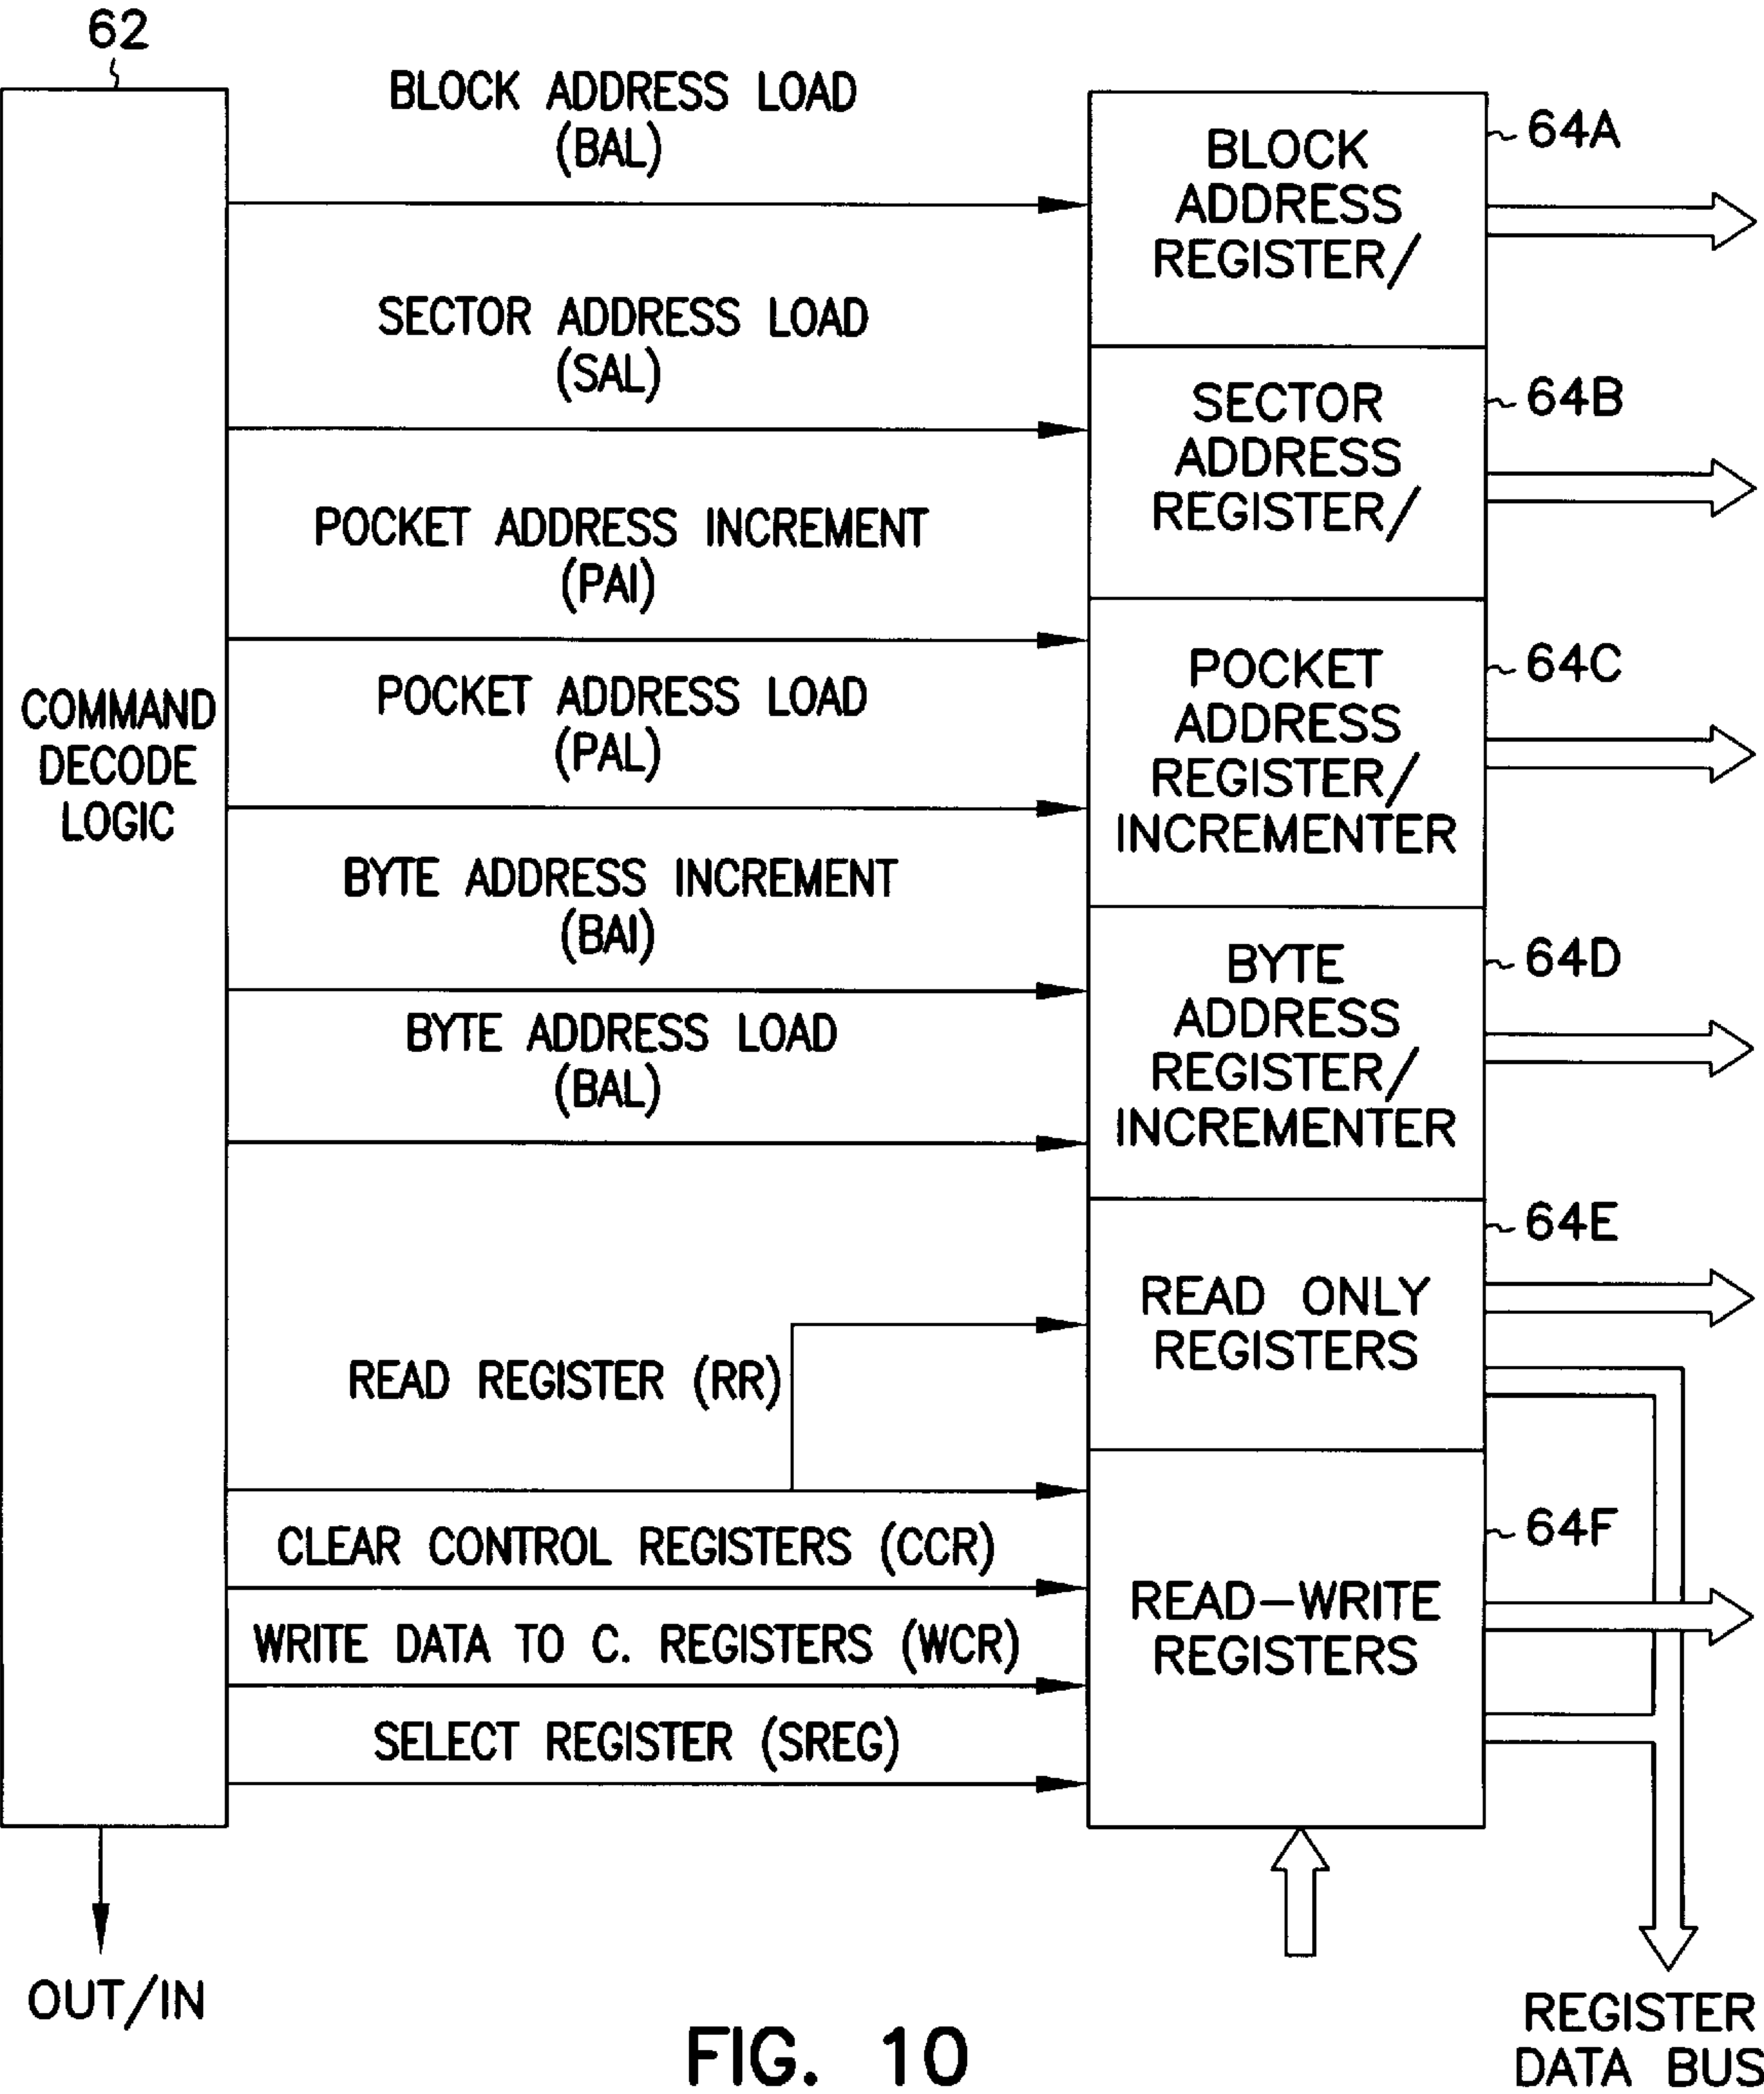 62
BLOCK ADDRESS LOAD
(BAL)
BLOCK
ADDRESS
REGISTER/
64A
SECTOR ADDRESS LOAD
(SAL)
SECTOR
ADDRESS
REGISTER/
64B
POCKET ADDRESS INCREMENT
(PAI)
POCKET ADDRESS LOAD
(PAL)
POCKET
ADDRESS
REGISTER/
INCREMENTER
64C
COMMAND
DECODE
LOGIC
BYTE ADDRESS INCREMENT
(BAI)
BYTE ADDRESS LOAD
(BAL)
BYTE
ADDRESS
REGISTER/
INCREMENTER
64D
READ REGISTER (RR)
READ ONLY
REGISTERS
64E
CLEAR CONTROL REGISTERS (CCR)
WRITE DATA TO C. REGISTERS (WCR)
SELECT REGISTER (SREG)
READ-WRITE
REGISTERS
64F
OUT/IN
REGISTER
DATA BUS
FIG. 10